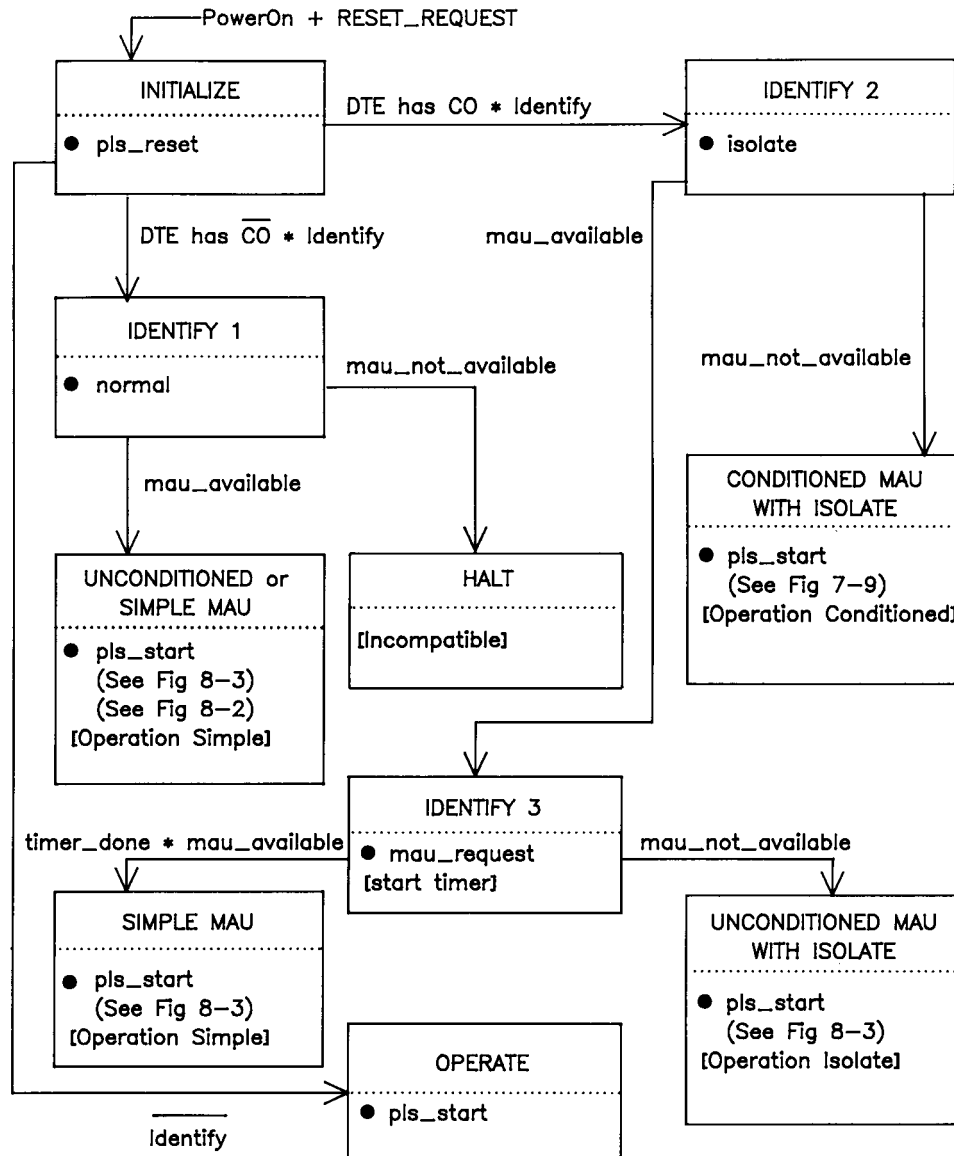 PowerOn + RESET_REQUEST
INITIALIZE
● pls_reset
DTE has CO * Identify
IDENTIFY 2
● isolate
DTE has C̅O̅ * Identify
mau_available
mau_not_available
IDENTIFY 1
● normal
mau_not_available
mau_available
CONDITIONED MAU
WITH ISOLATE
● pls_start
(See Fig 7–9)
[Operation Conditioned]
UNCONDITIONED or
SIMPLE MAU
● pls_start
(See Fig 8–3)
(See Fig 8–2)
[Operation Simple]
HALT
[Incompatible]
IDENTIFY 3
● mau_request
[start timer]
timer_done * mau_available
mau_not_available
SIMPLE MAU
● pls_start
(See Fig 8–3)
[Operation Simple]
UNCONDITIONED MAU
WITH ISOLATE
● pls_start
(See Fig 8–3)
[Operation Isolate]
OPERATE
● pls_start
I̅d̅e̅n̅t̅i̅f̅y̅